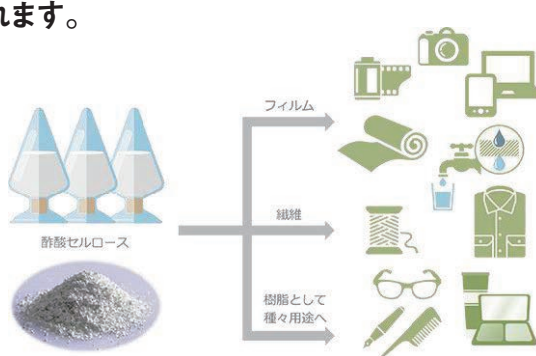 れます。
フィルム
酢酸セルロース
繊維
樹脂として
種々用途へ